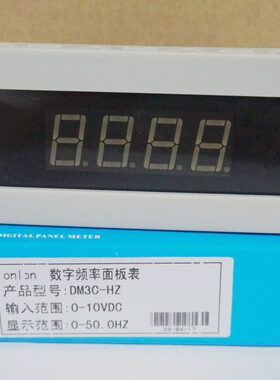 DIGITAL PANEL METER
onlon 数字频率面板表
产品型号: DM3C-HZ
输入范围: 0-10VDC
显示范围: 0-50.0HZ